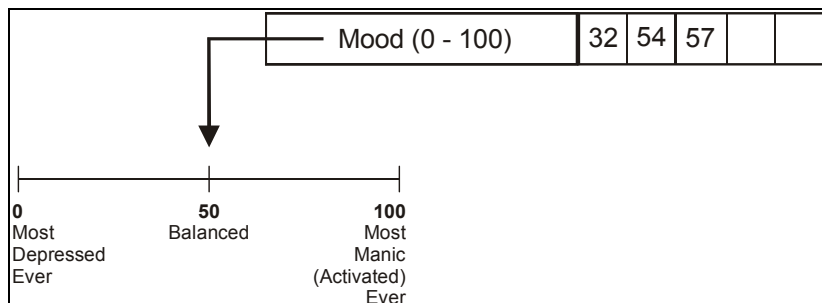 Mood (0 - 100) 32 54 57
0 50 100
Most Balanced Most
Depressed Manic
Ever (Activated)
Ever